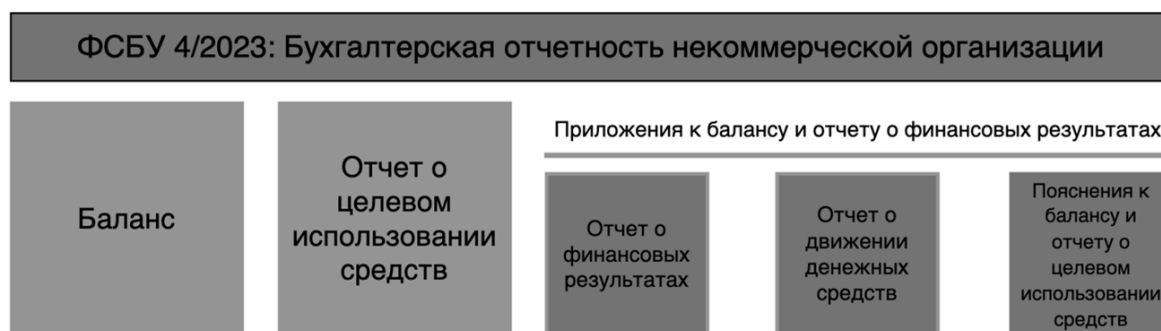 ФСБУ 4/2023: Бухгалтерская отчетность некоммерческой организации
Баланс
Отчет о
целевом
использовании
средств
Приложения к балансу и отчету о финансовых результатах
Отчет о
финансовых
результатах
Отчет о
движении
денежных
средств
Пояснения к
балансу и
отчету о
целевом
использовании
средств